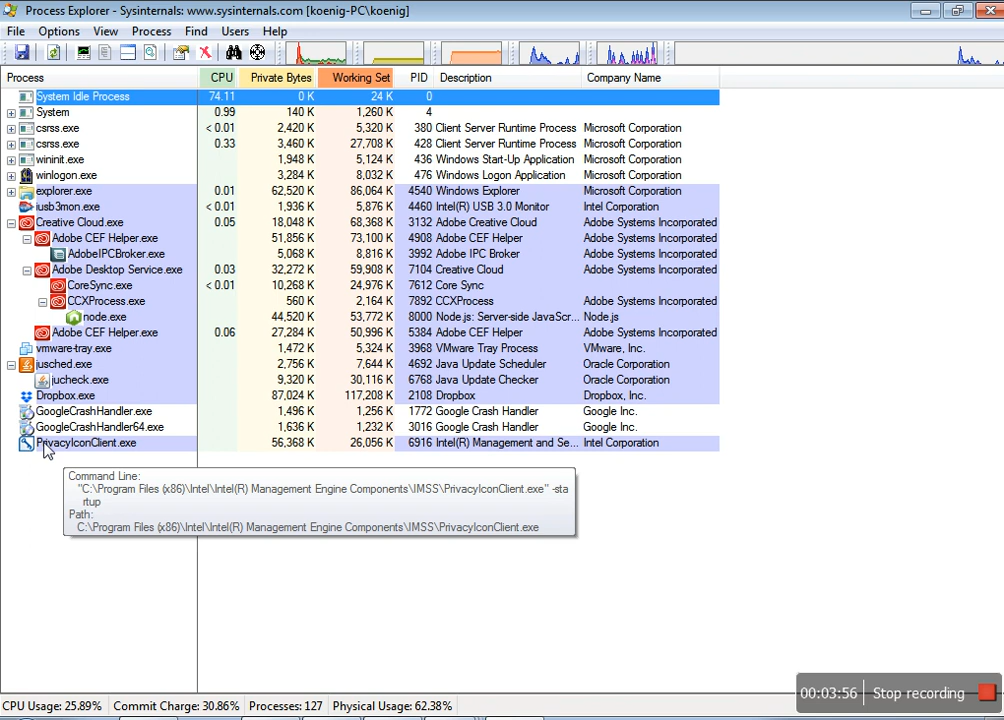 Process Explorer - Sysinternals: www.sysinternals.com [koenig-PC\koenig]
File Options View Process Find Users Help
Process CPU Private Bytes Working Set PID Description Company Name
System Idle Process 74.11 0 K 24 K 0
System 0.99 140 K 1,260 K 4
csrss.exe < 0.01 2,420 K 5,320 K 380 Client Server Runtime Process Microsoft Corporation
csrss.exe 0.33 3,460 K 27,708 K 428 Client Server Runtime Process Microsoft Corporation
wininit.exe 1,948 K 5,124 K 436 Windows Start-Up Application Microsoft Corporation
winlogon.exe 3,284 K 8,032 K 476 Windows Logon Application Microsoft Corporation
explorer.exe 0.01 62,520 K 86,064 K 4540 Windows Explorer Microsoft Corporation
iusb3mon.exe < 0.01 1,936 K 5,876 K 4460 Intel(R) USB 3.0 Monitor Intel Corporation
Creative Cloud.exe 0.05 18,048 K 68,368 K 3132 Adobe Creative Cloud Adobe Systems Incorporated
Adobe CEF Helper.exe 51,856 K 73,100 K 4908 Adobe CEF Helper Adobe Systems Incorporated
AdobeIPCBroker.exe 5,068 K 8,816 K 3992 Adobe IPC Broker Adobe Systems Incorporated
Adobe Desktop Service.exe 0.03 32,272 K 59,908 K 7104 Creative Cloud Adobe Systems Incorporated
CoreSync.exe < 0.01 10,268 K 24,976 K 7612 Core Sync
CCXProcess.exe 560 K 2,164 K 7892 CCXProcess Adobe Systems Incorporated
node.exe 44,520 K 53,772 K 8000 Node.js: Server-side JavaScr... Node.js
Adobe CEF Helper.exe 0.06 27,284 K 50,996 K 5384 Adobe CEF Helper Adobe Systems Incorporated
vmware-tray.exe 1,472 K 5,324 K 3968 VMware Tray Process VMware, Inc.
jusched.exe 2,756 K 7,644 K 4692 Java Update Scheduler Oracle Corporation
jucheck.exe 9,320 K 30,116 K 6768 Java Update Checker Oracle Corporation
Dropbox.exe 87,024 K 117,208 K 2108 Dropbox Dropbox, Inc.
GoogleCrashHandler.exe 1,496 K 1,256 K 1772 Google Crash Handler Google Inc.
GoogleCrashHandler64.exe 1,636 K 1,232 K 3016 Google Crash Handler Google Inc.
PrivacyIconClient.exe 56,368 K 26,056 K 6916 Intel(R) Management and Se... Intel Corporation
Command Line:
"C:\Program Files (x86)\Intel\Intel(R) Management Engine Components\IMSS\PrivacyIconClient.exe" -sta
rtup
Path:
C:\Program Files (x86)\Intel\Intel(R) Management Engine Components\IMSS\PrivacyIconClient.exe
00:03:56 Stop recording
CPU Usage: 25.89% Commit Charge: 30.86% Processes: 127 Physical Usage: 62.38%